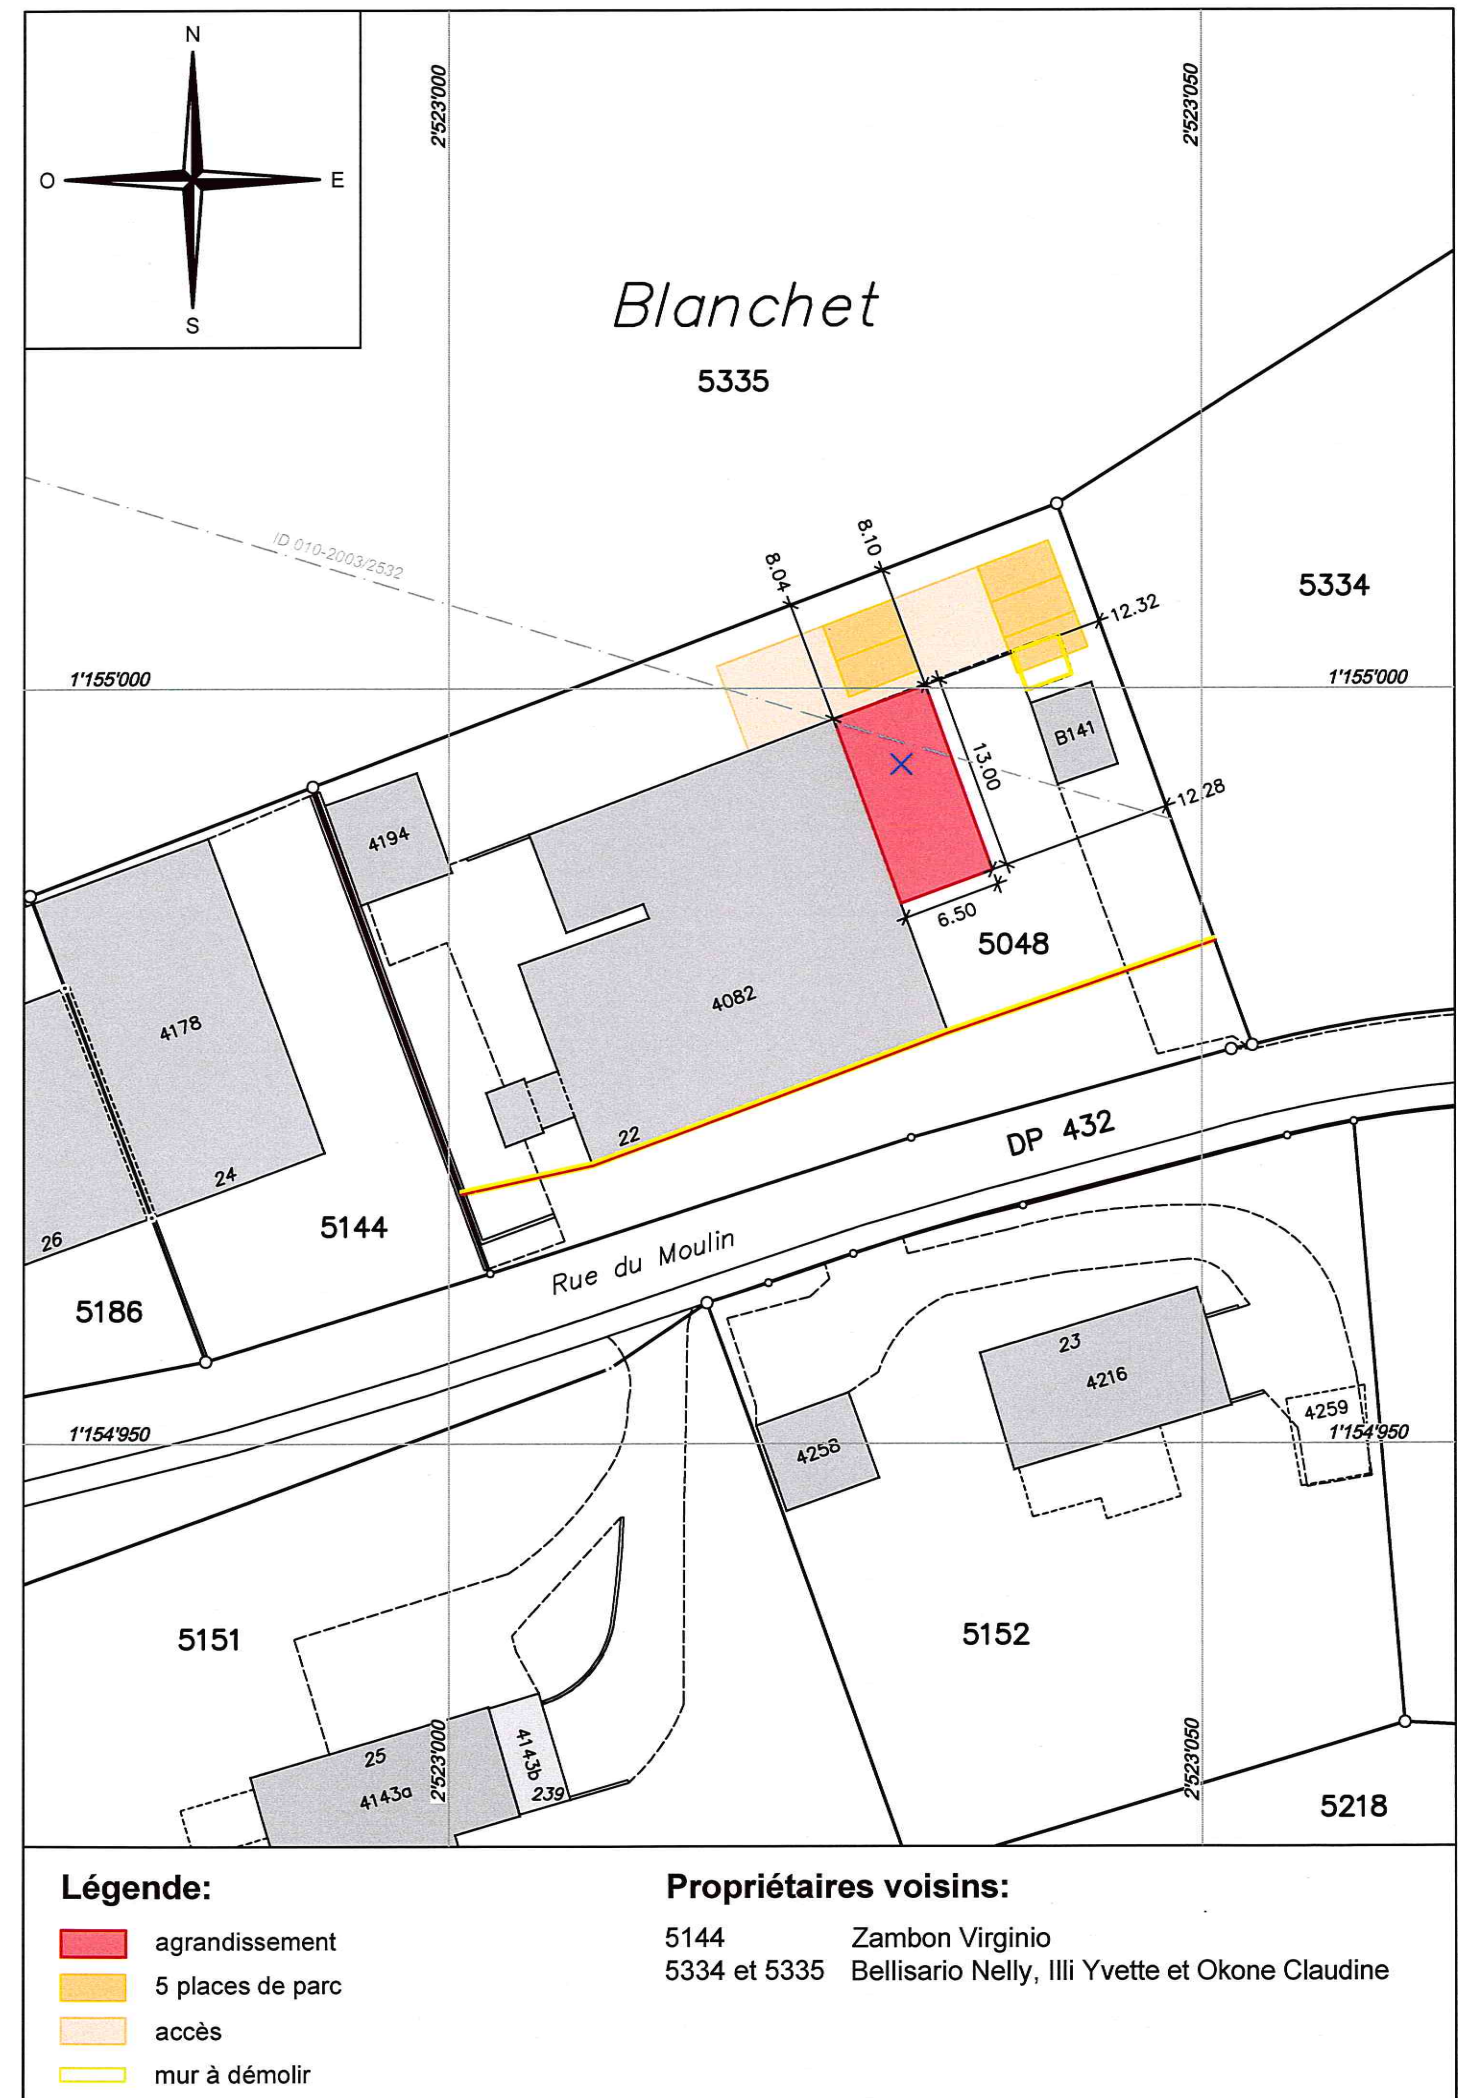 N
O E
S
2'523'000
2'523'050
Blanchet
5335
ID 010-2003/2532
8.04
8.10
12.32
5334
1'155'000
1'155'000
B141
13.00
12.28
4194
6.50
5048
4082
4178
22
24
26
5144
5186
DP 432
Rue du Moulin
23
4216
4259
4258
1'154'950
1'154'950
5151
5152
25
4143a
4143b
239
2'523'000
2'523'050
5218
Légende:
agrandissement
5 places de parc
accès
mur à démolir
Propriétaires voisins:
5144 Zambon Virginio
5334 et 5335 Bellisario Nelly, Illi Yvette et Okone Claudine